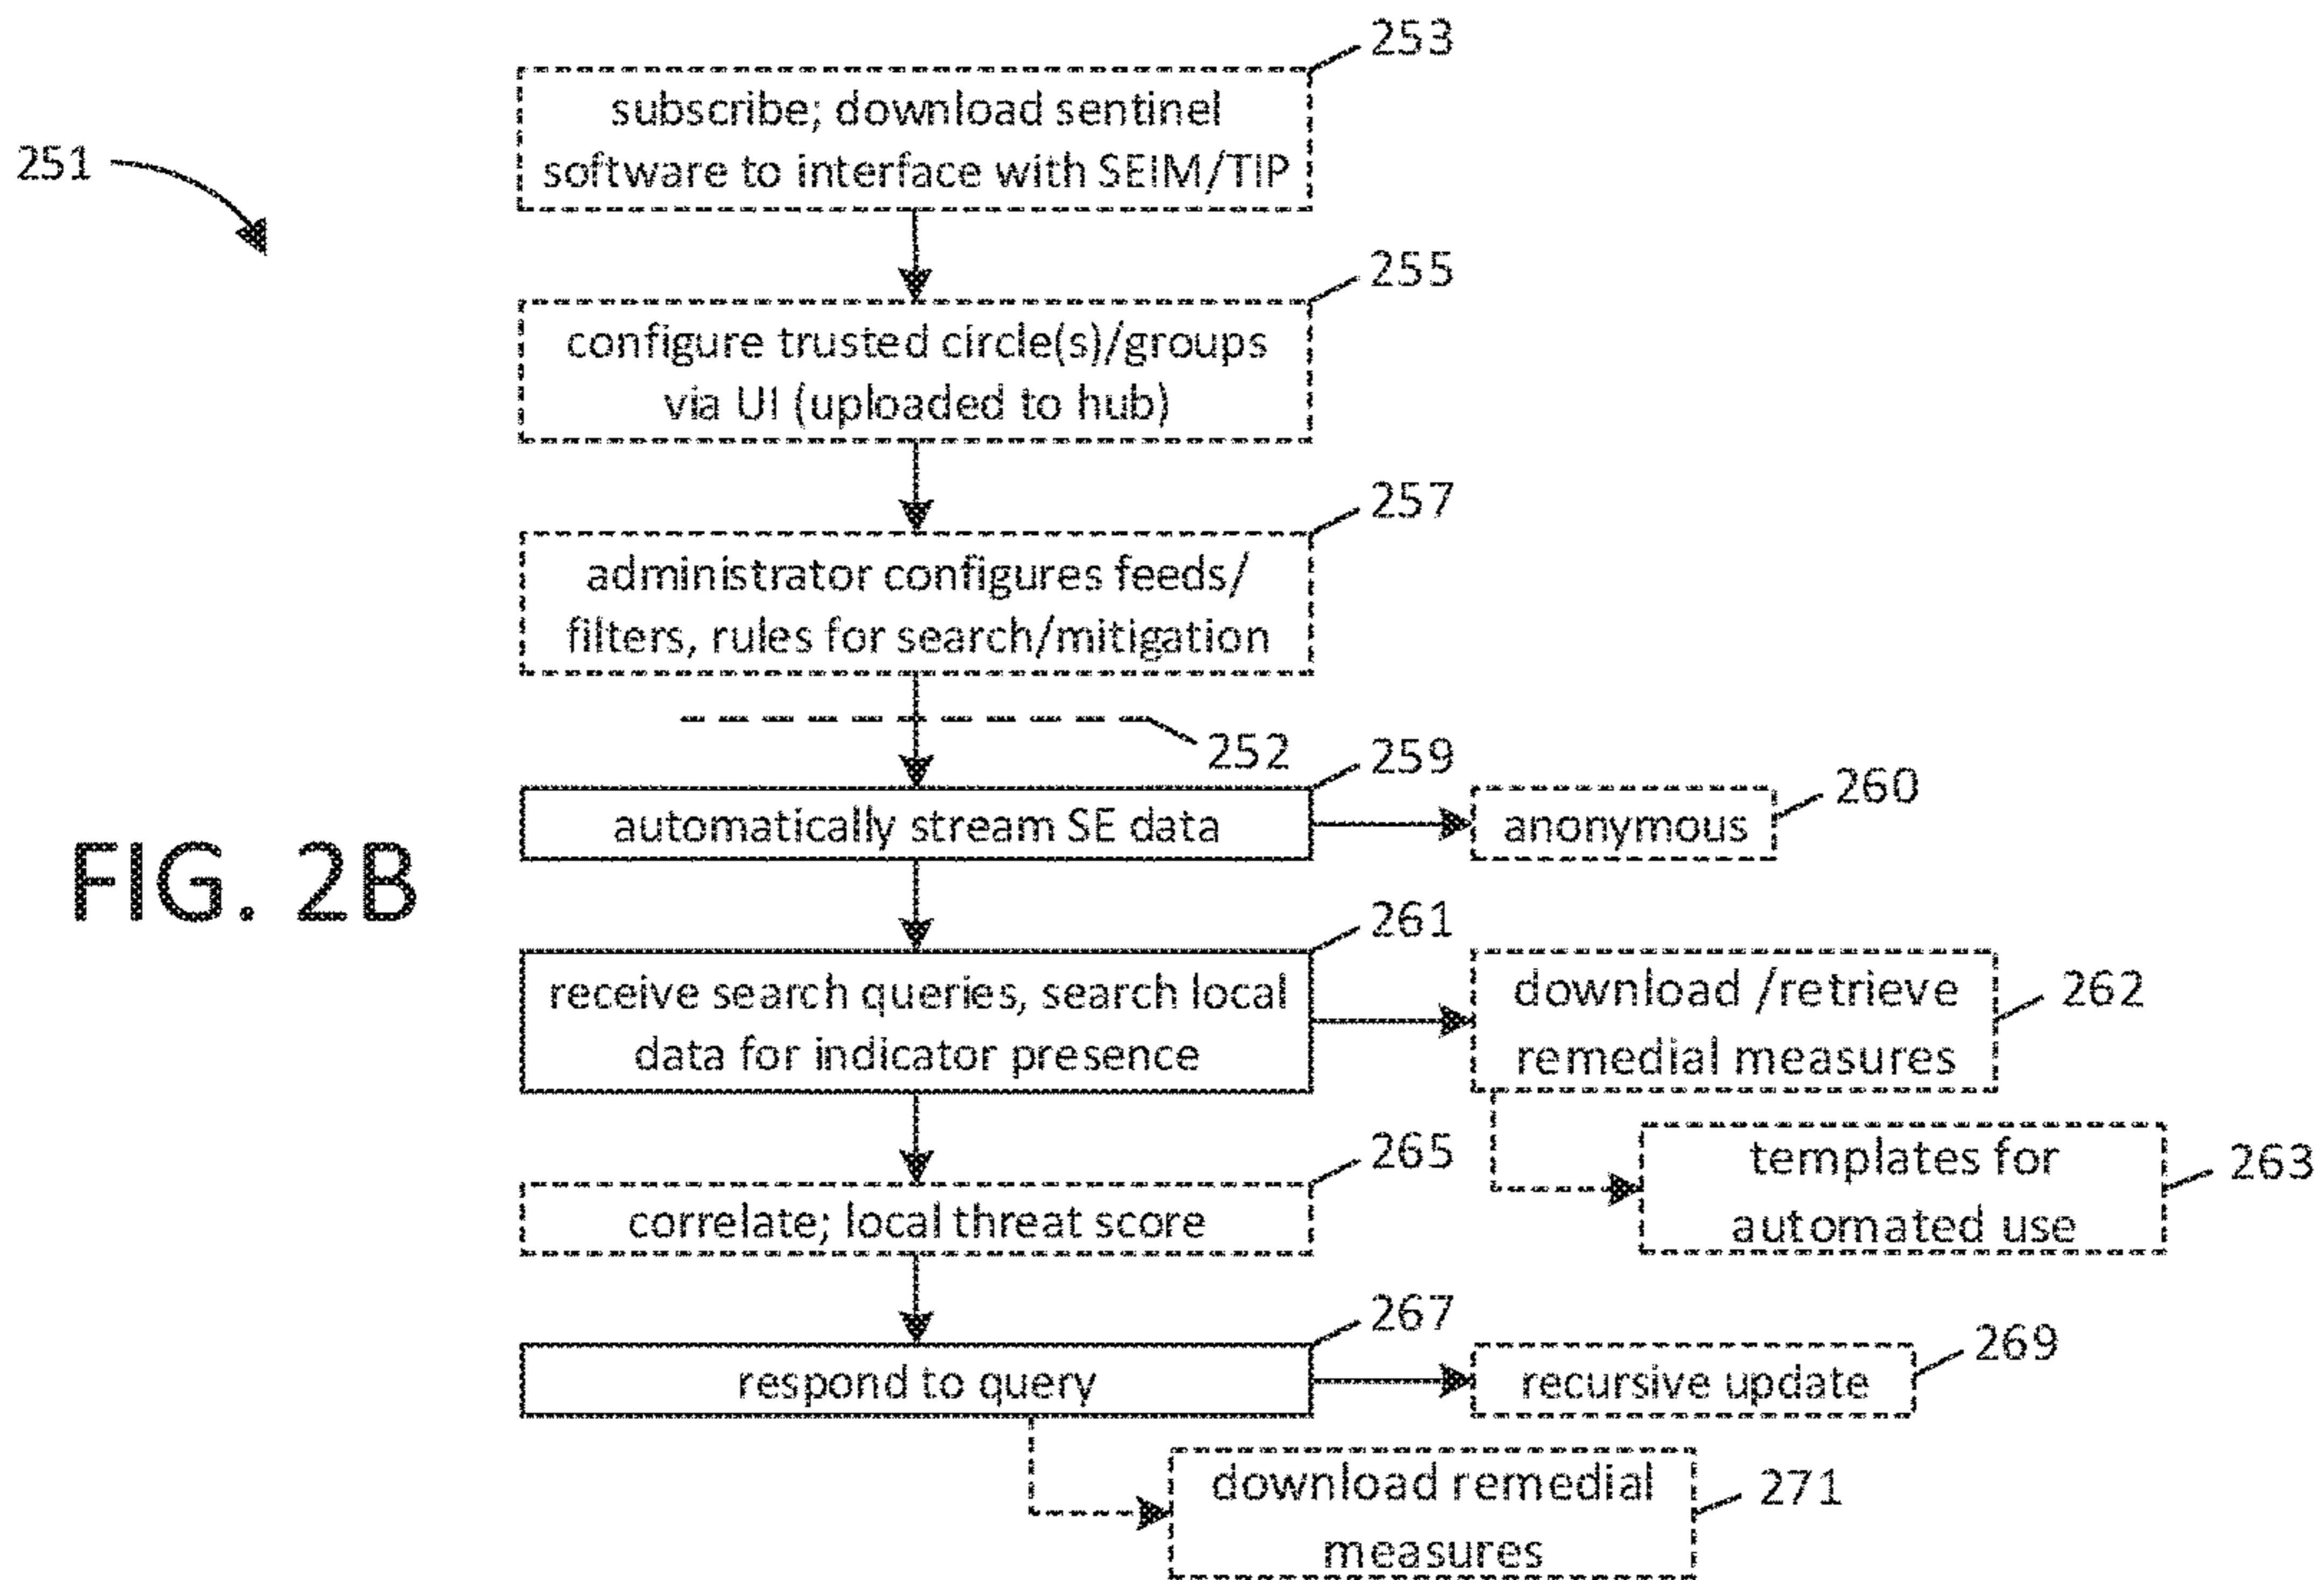 253
subscribe; download sentinel
software to interface with SEIM/TIP
251
255
configure trusted circle(s)/groups
via UI (uploaded to hub)
257
administrator configures feeds/
filters, rules for search/mitigation
252
259
automatically stream SE data
anonymous
260
FIG. 2B
261
receive search queries, search local
data for indicator presence
download /retrieve
remedial measures
262
templates for
automated use
263
265
correlate; local threat score
267
respond to query
recursive update
269
download remedial
measures
271